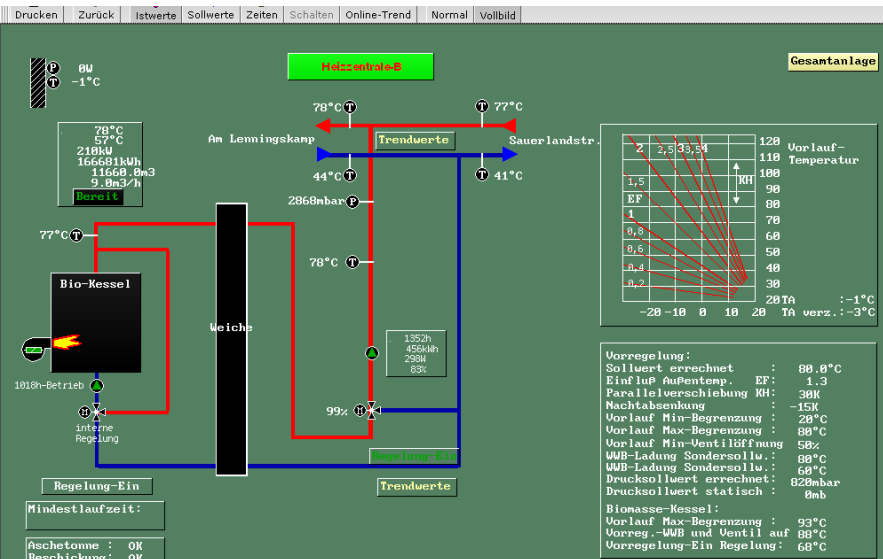 Drucken Zurück Istwerte Sollwerte Zeiten Schalten Online-Trend Normal Vollbild
Heizzentrale-B
Gesamtanlage
P 0W
T -1°C
78°C T
T 77°C
Am Lenningskamp
Trendwerte
Sauerlandstr.
44°C T
T 41°C
2868mbar P
78°C
57°C
210kW
166681kWh
11660.0m3
9.0m3/h
Bereit
77°C T
78°C T
Bio-Kessel
Weiche
1352h
456kWh
298W
83%
1018h-Betrieb
M
interne
Regelung
99% M
Regelung-Ein
Regelung-Ein
Trendwerte
Mindestlaufzeit:
Aschetonne : OK
Beschickung: OK
2 2,5 3 3,5 4
1,5
EF
1
0,8
0,6
0,4
0,2
KH
120
110
100
90
80
70
60
50
40
30
20
Vorlauf-
Temperatur
-20 -10 0 10 20
TA :-1°C
TA verz.:-3°C
Vorregelung:
Sollwert errechnet : 80.0°C
Einfluß Außentemp. EF: 1.3
Parallelverschiebung KH: 30K
Nachtabsenkung : -15K
Vorlauf Min-Begrenzung : 20°C
Vorlauf Max-Begrenzung : 80°C
Vorlauf Min-Ventilöffnung 50%
WWB-Ladung Sondersollw.: 80°C
WWB-Ladung Sondersollw.: 60°C
Drucksollwert errechnet: 820mbar
Drucksollwert statisch : 0mb
Biomasse-Kessel:
Vorlauf Max-Begrenzung : 93°C
Vorreg.-WWB und Ventil auf 88°C
Vorregelung-Ein Regelung: 68°C